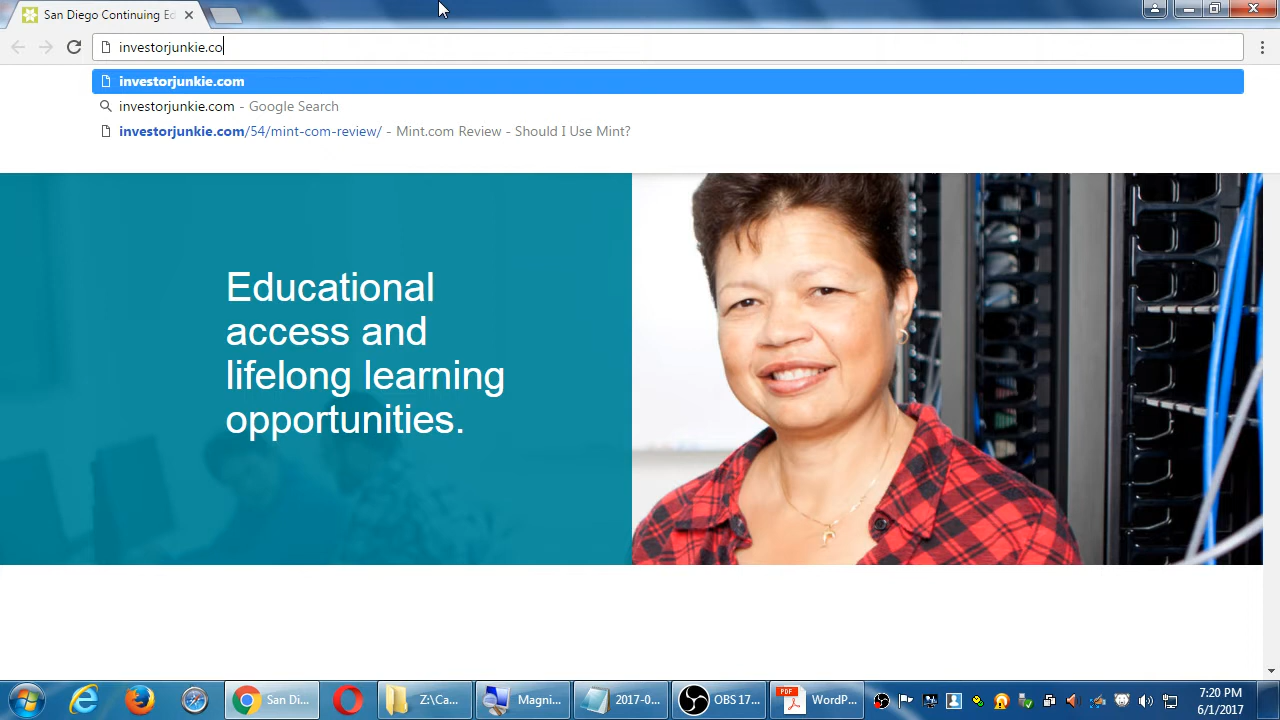 San Diego Continuing Ed
investorjunkie.co
investorjunkie.com
investorjunkie.com - Google Search
investorjunkie.com/54/mint-com-review/ - Mint.com Review - Should I Use Mint?
Educational
access and
lifelong learning
opportunities.
San Di...
Z:\Ca...
Magni...
2017-0...
OBS 17...
PDF
WordP...
7:20 PM
6/1/2017